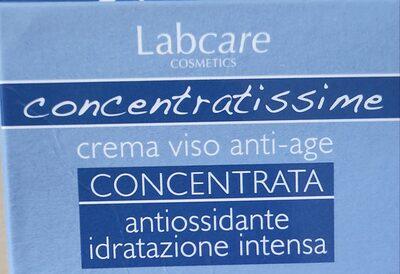 Labcare
COSMETICS
concentratissime
crema viso anti-age
CONCENTRATA
antiossidante
idratazione intensa